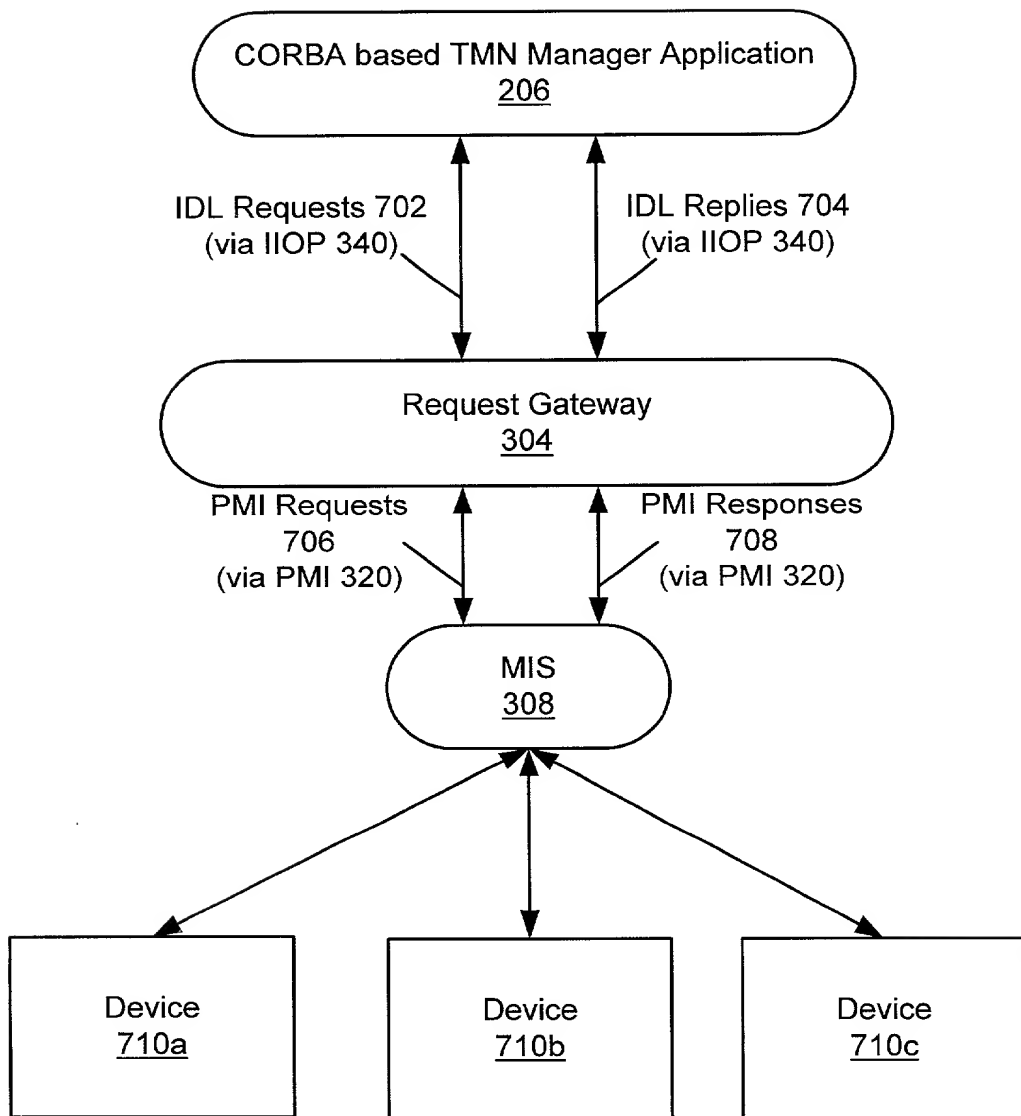 CORBA based TMN Manager Application
206
IDL Requests 702
(via IIOP 340)
IDL Replies 704
(via IIOP 340)
Request Gateway
304
PMI Requests
706
(via PMI 320)
PMI Responses
708
(via PMI 320)
MIS
308
Device
710a
Device
710b
Device
710c